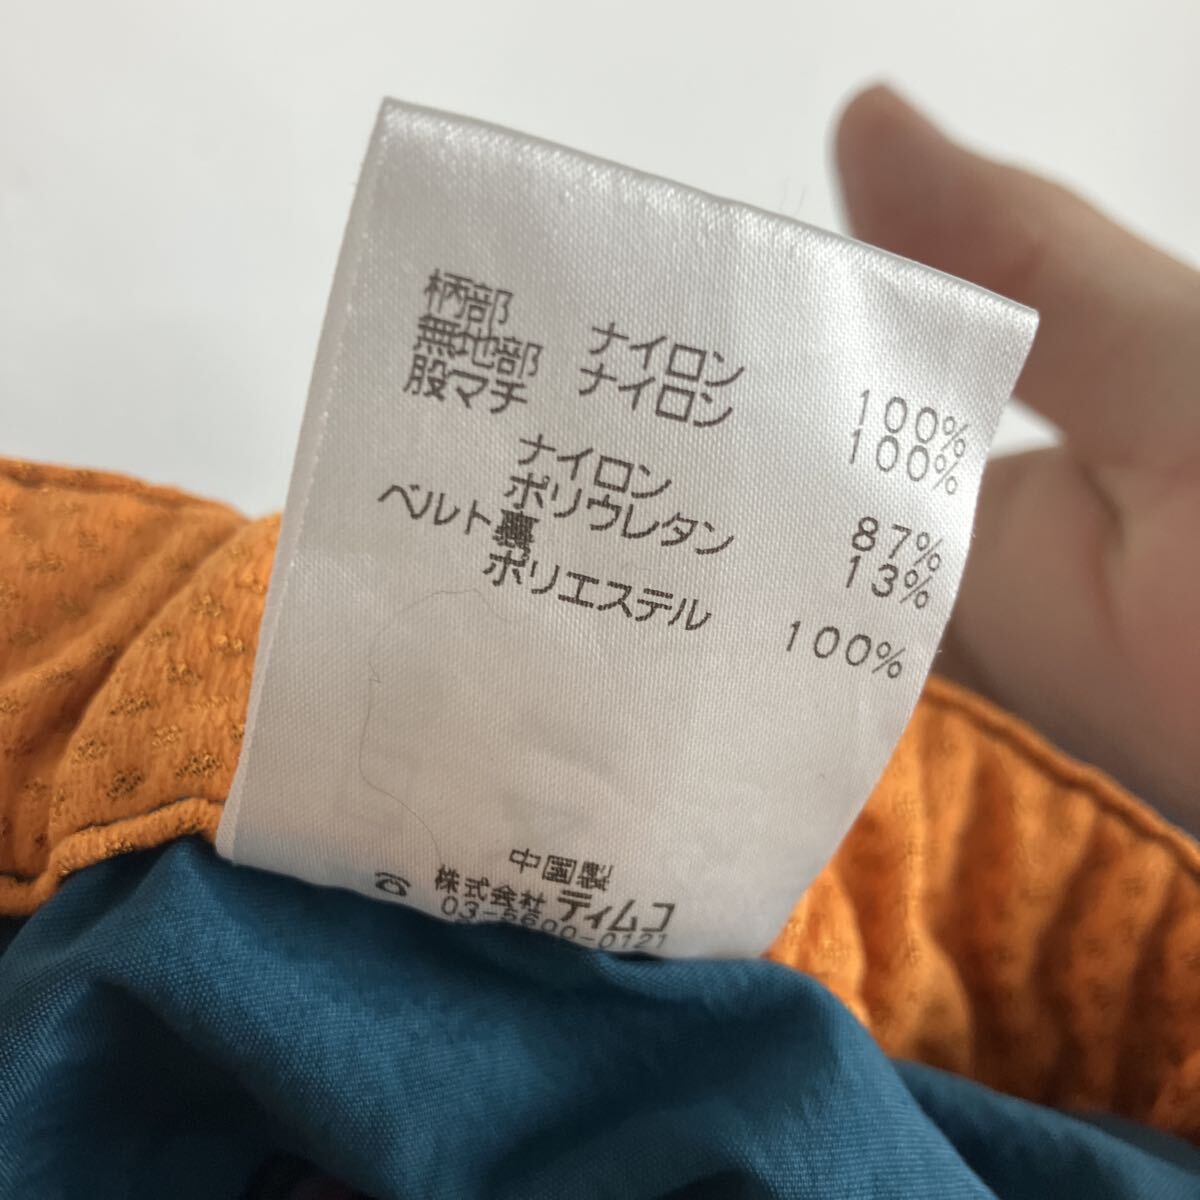 柄部 ナイロン 100%
無地部 ナイロン 100%
股マチ
ナイロン 87%
ポリウレタン 13%
ベルト裏
ポリエステル 100%
中国製
株式会社 ティムコ
03-5600-0121